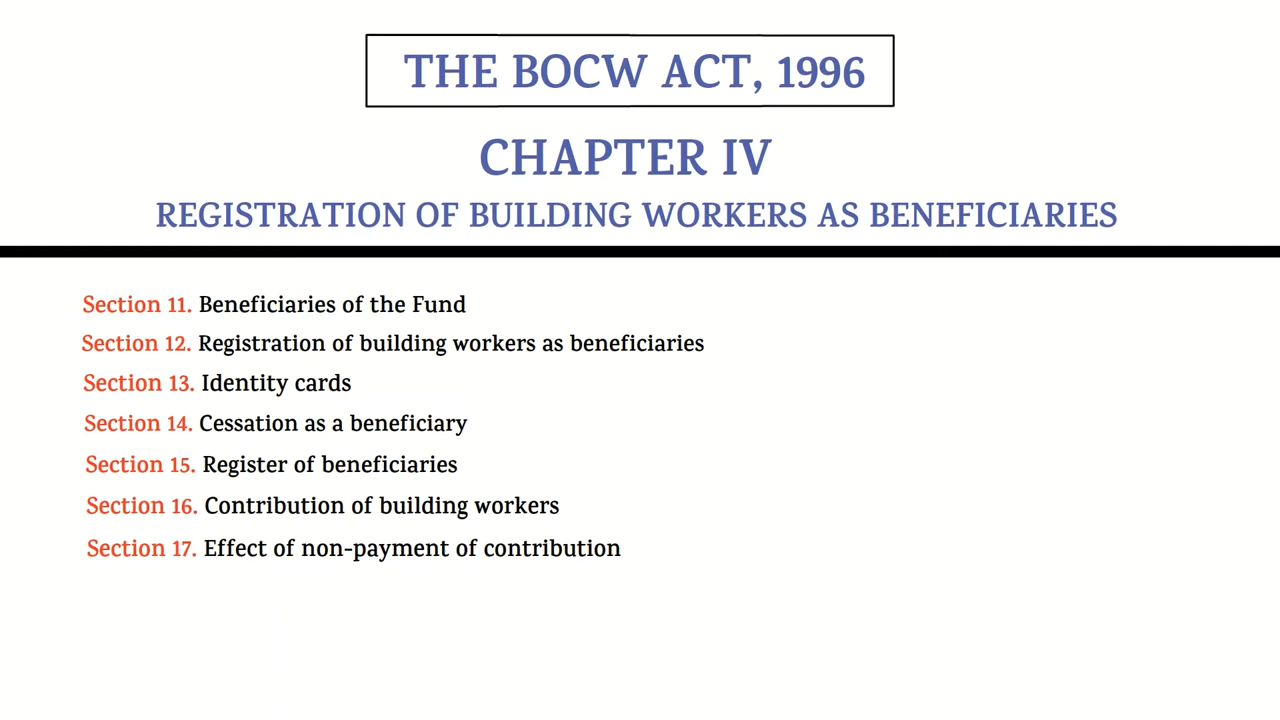 THE BOCW ACT, 1996
CHAPTER IV
REGISTRATION OF BUILDING WORKERS AS BENEFICIARIES
Section 11. Beneficiaries of the Fund
Section 12. Registration of building workers as beneficiaries
Section 13. Identity cards
Section 14. Cessation as a beneficiary
Section 15. Register of beneficiaries
Section 16. Contribution of building workers
Section 17. Effect of non-payment of contribution